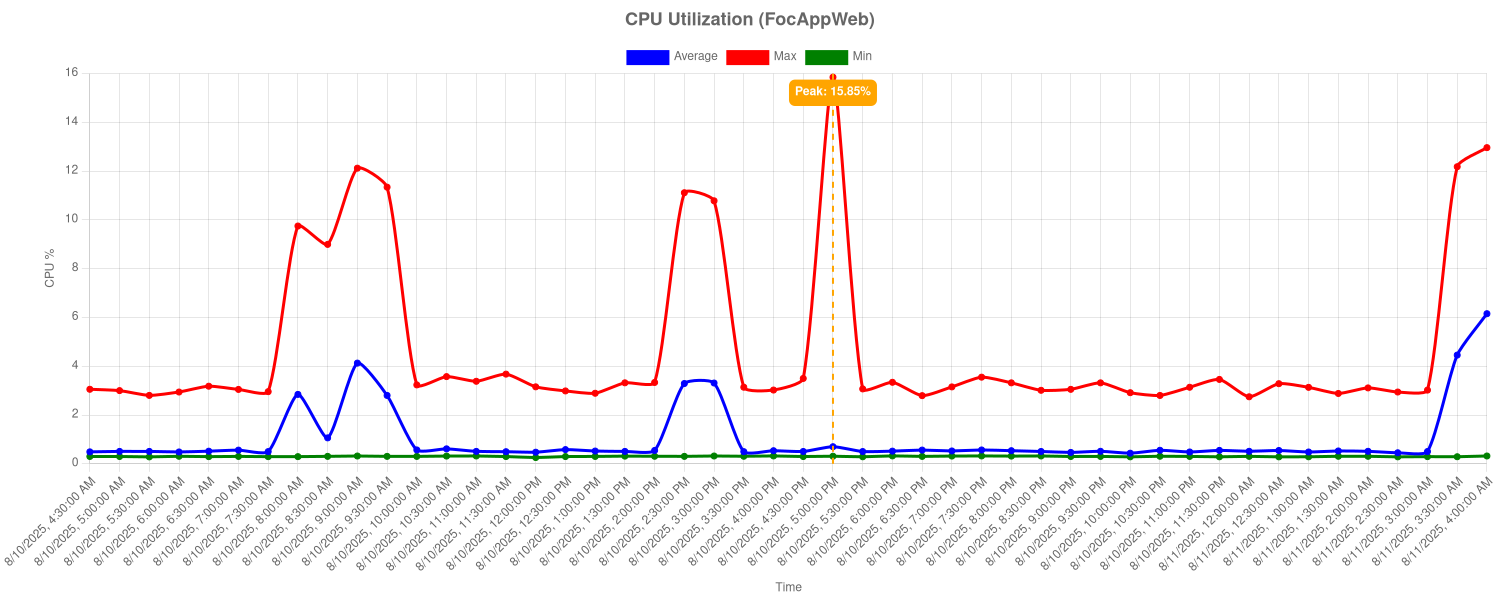 CPU Utilization (FocAppWeb)
Average Max Min
Peak: 15.85%
16
14
12
10
8
6
4
2
0
CPU %
8/10/2025, 4:30:00 AM
8/10/2025, 5:00:00 AM
8/10/2025, 5:30:00 AM
8/10/2025, 6:00:00 AM
8/10/2025, 6:30:00 AM
8/10/2025, 7:00:00 AM
8/10/2025, 7:30:00 AM
8/10/2025, 8:00:00 AM
8/10/2025, 8:30:00 AM
8/10/2025, 9:00:00 AM
8/10/2025, 9:30:00 AM
8/10/2025, 10:00:00 AM
8/10/2025, 10:30:00 AM
8/10/2025, 11:00:00 AM
8/10/2025, 11:30:00 AM
8/10/2025, 12:00:00 PM
8/10/2025, 12:30:00 PM
8/10/2025, 1:00:00 PM
8/10/2025, 1:30:00 PM
8/10/2025, 2:00:00 PM
8/10/2025, 2:30:00 PM
8/10/2025, 3:00:00 PM
8/10/2025, 3:30:00 PM
8/10/2025, 4:00:00 PM
8/10/2025, 4:30:00 PM
8/10/2025, 5:00:00 PM
8/10/2025, 5:30:00 PM
8/10/2025, 6:00:00 PM
8/10/2025, 6:30:00 PM
8/10/2025, 7:00:00 PM
8/10/2025, 7:30:00 PM
8/10/2025, 8:00:00 PM
8/10/2025, 8:30:00 PM
8/10/2025, 9:00:00 PM
8/10/2025, 9:30:00 PM
8/10/2025, 10:00:00 PM
8/10/2025, 10:30:00 PM
8/10/2025, 11:00:00 PM
8/10/2025, 11:30:00 PM
8/11/2025, 12:00:00 AM
8/11/2025, 12:30:00 AM
8/11/2025, 1:00:00 AM
8/11/2025, 1:30:00 AM
8/11/2025, 2:00:00 AM
8/11/2025, 2:30:00 AM
8/11/2025, 3:00:00 AM
8/11/2025, 3:30:00 AM
8/11/2025, 4:00:00 AM
Time